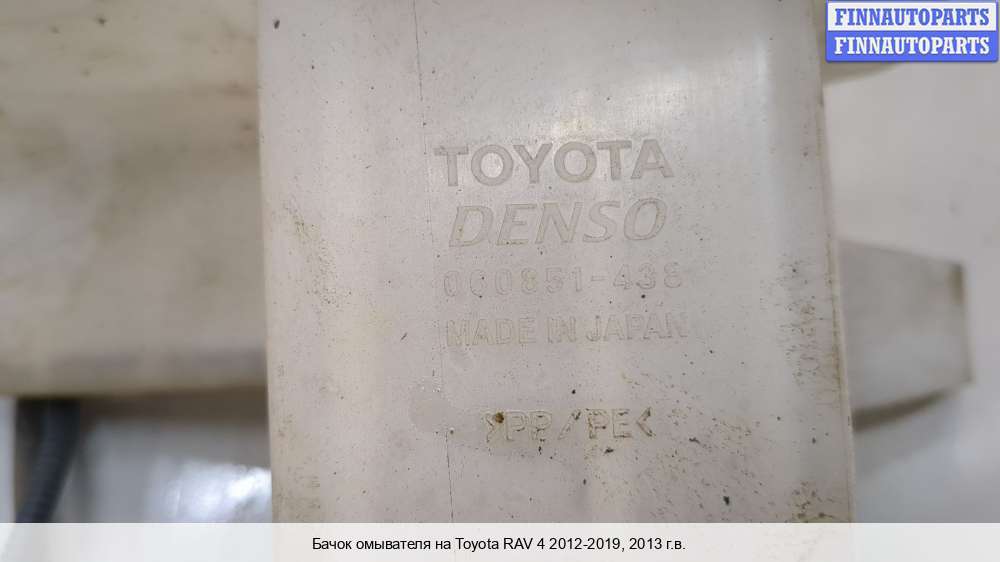 FINNAUTOPARTS
FINNAUTOPARTS
TOYOTA
DENSO
060851-438
MADE IN JAPAN
>PP/PE<
Бачок омывателя на Toyota RAV 4 2012-2019, 2013 г.в.